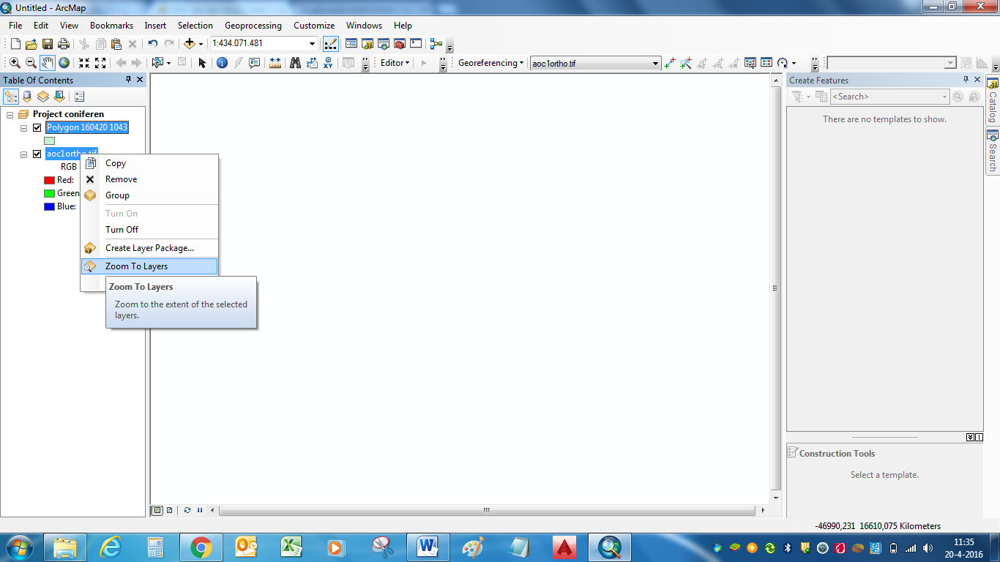 Untitled - ArcMap
File Edit View Bookmarks Insert Selection Geoprocessing Customize Windows Help
1:434.071.481
Editor Georeferencing aoc1ortho.tif
Table Of Contents
Create Features
<Search>
There are no templates to show.
Catalog
Search
Project coniferen
Polygon 160420 1043
aoc1ortho.tif
RGB
Red:
Green
Blue:
Copy
Remove
Group
Turn On
Turn Off
Create Layer Package...
Zoom To Layers
Zoom To Layers
Zoom to the extent of the selected
layers.
Construction Tools
Select a template.
-46990,231 16610,075 Kilometers
11:35
20-4-2016